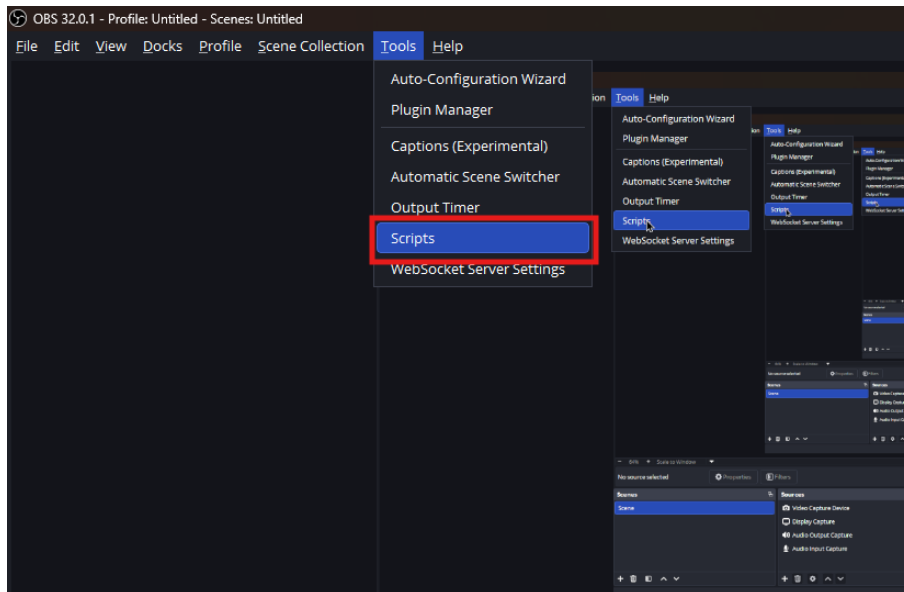 OBS 32.0.1 - Profile: Untitled - Scenes: Untitled
File Edit View Docks Profile Scene Collection Tools Help
Auto-Configuration Wizard
Plugin Manager
Captions (Experimental)
Automatic Scene Switcher
Output Timer
Scripts
WebSocket Server Settings
ion Tools Help
Auto-Configuration Wizard
Plugin Manager
Captions (Experimental)
Automatic Scene Switcher
Output Timer
Scripts
WebSocket Server Settings
Tools Help
Auto-Configuration Wizard
Plugin Manager
Captions (Experimental)
Automatic Scene Switcher
Output Timer
Scripts
WebSocket Server Settings
Scale to Window
No source selected Properties Filters
Scenes Sources
Scene Video Capture Device
Display Capture
Audio Output Capture
Audio Input Capture